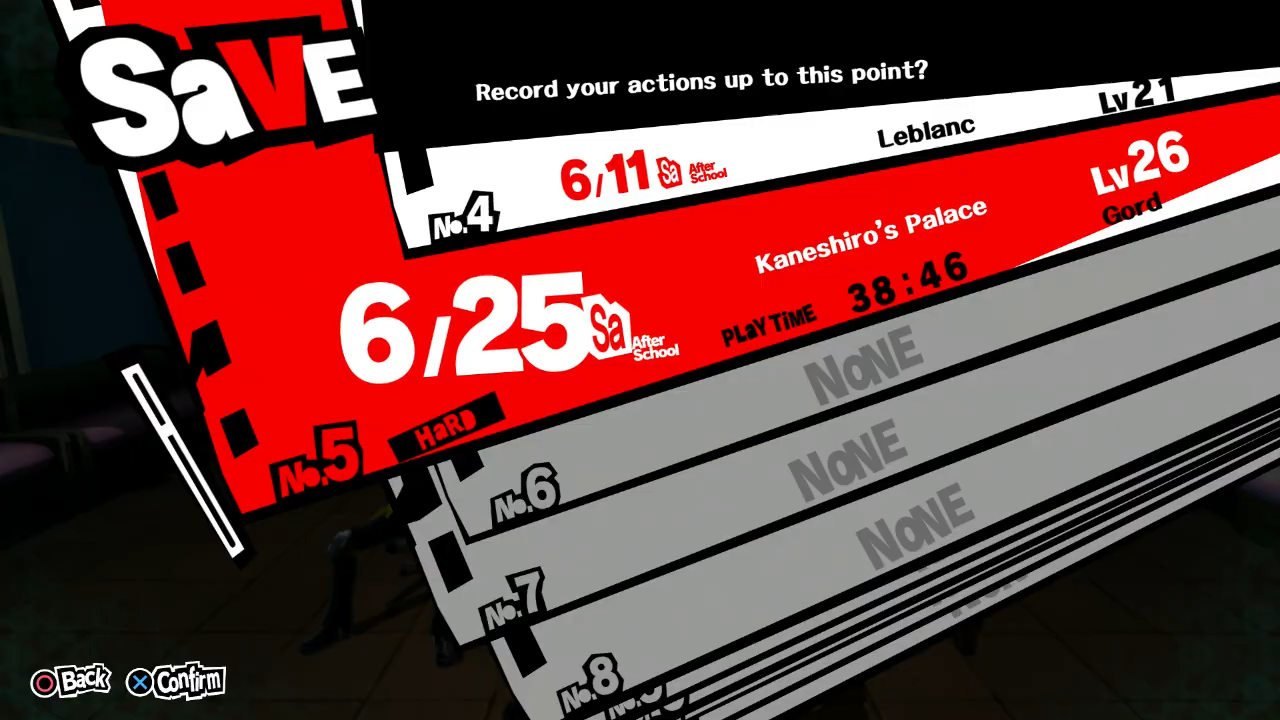 SaVE
Record your actions up to this point?
No.4 6/11 Sa After School Leblanc Lv21
No.5 6/25 Sa After School Kaneshiro's Palace Lv26
Gord
PLaY TiME 38:46
HaRD
No.6 NoNE
No.7 NoNE
No.8 NoNE
Back Confirm